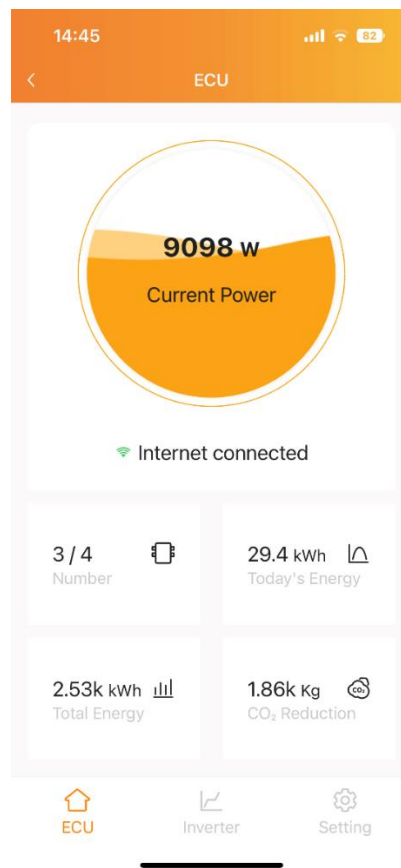 14:45
82
ECU
9098 W
Current Power
Internet connected
3 / 4
Number
29.4 kWh
Today's Energy
2.53k kWh
Total Energy
1.86k Kg
CO₂
CO₂ Reduction
ECU
Inverter
Setting